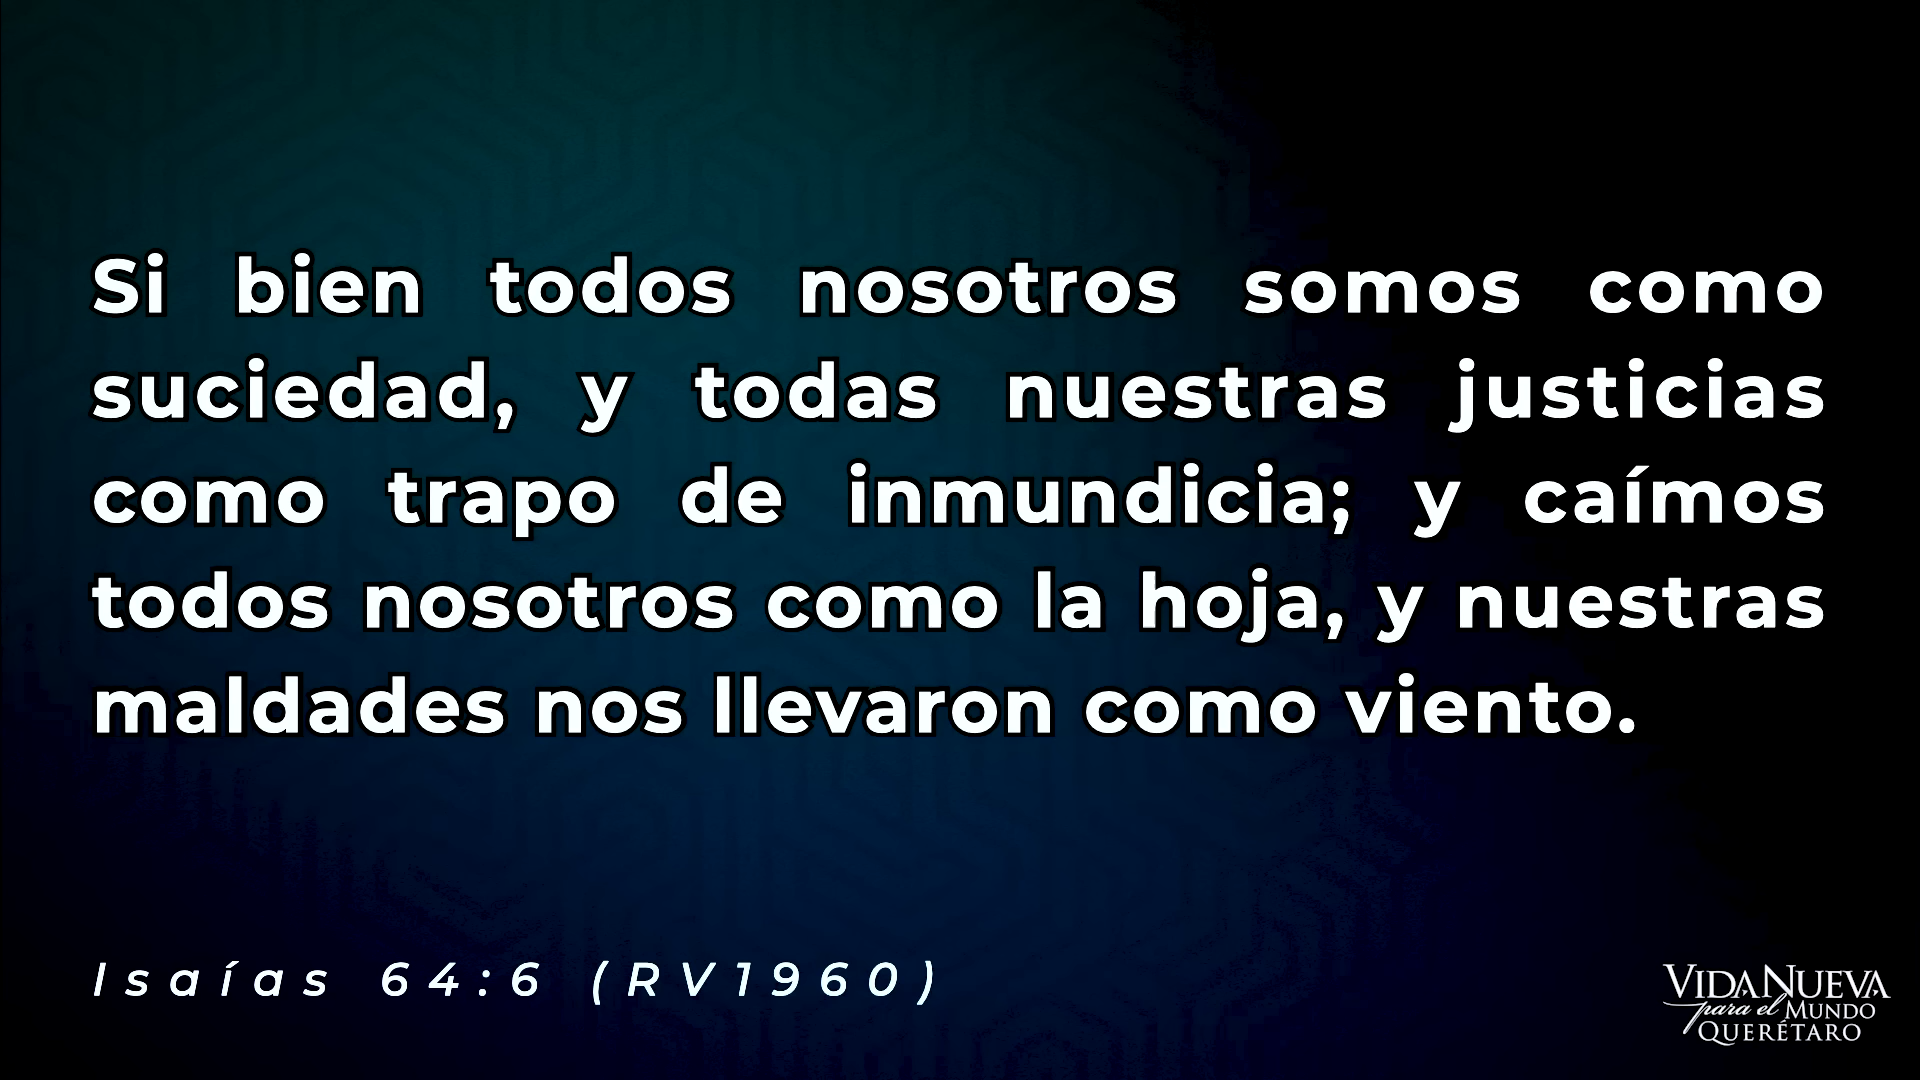 Si bien todos nosotros somos como
suciedad, y todas nuestras justicias
como trapo de inmundicia; y caímos
todos nosotros como la hoja, y nuestras
maldades nos llevaron como viento.
Isaías 64:6 (RV1960)
VIDA NUEVA
para el MUNDO
QUERÉTARO